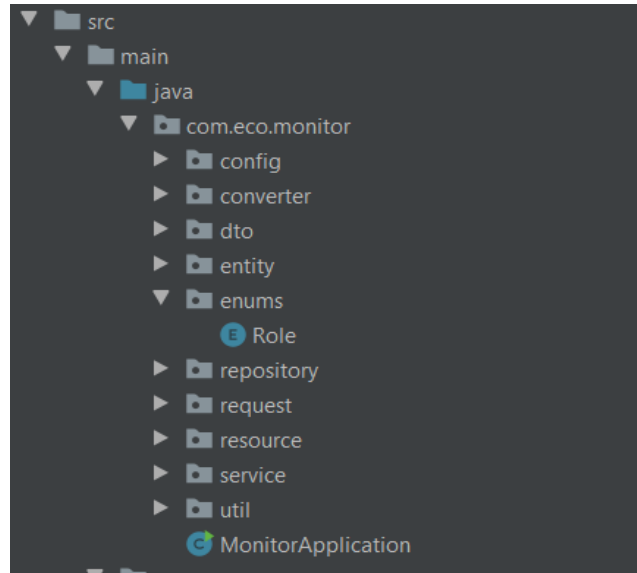 src
main
java
com.eco.monitor
config
converter
dto
entity
enums
E Role
repository
request
resource
service
util
C MonitorApplication